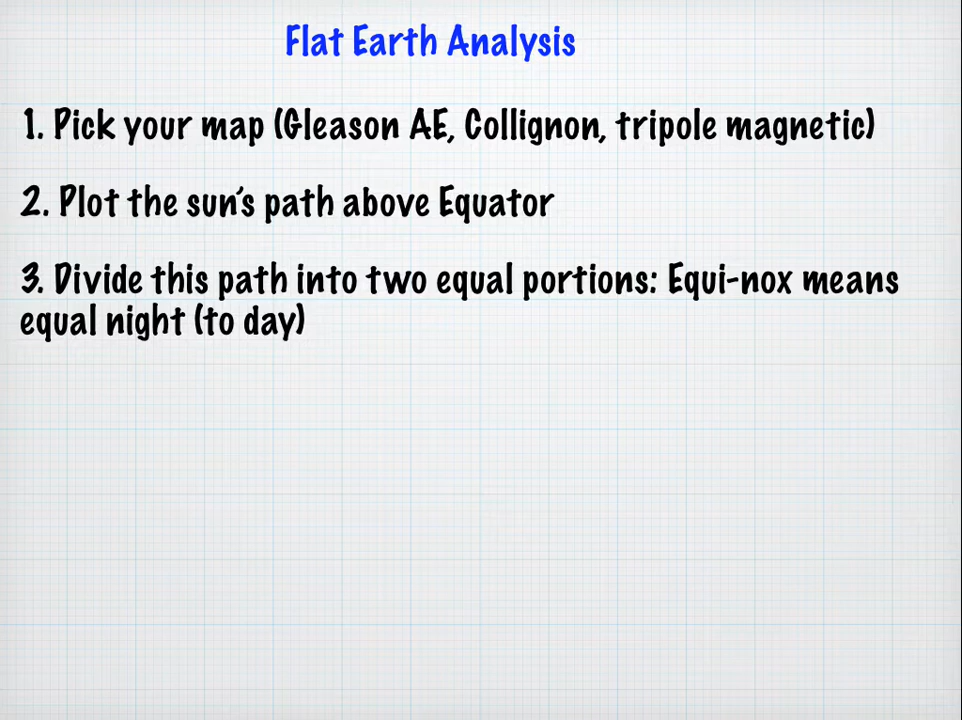 Flat Earth Analysis
1. Pick your map (Gleason AE, Collignon, tripole magnetic)
2. Plot the sun's path above Equator
3. Divide this path into two equal portions: Equi-nox means
equal night (to day)